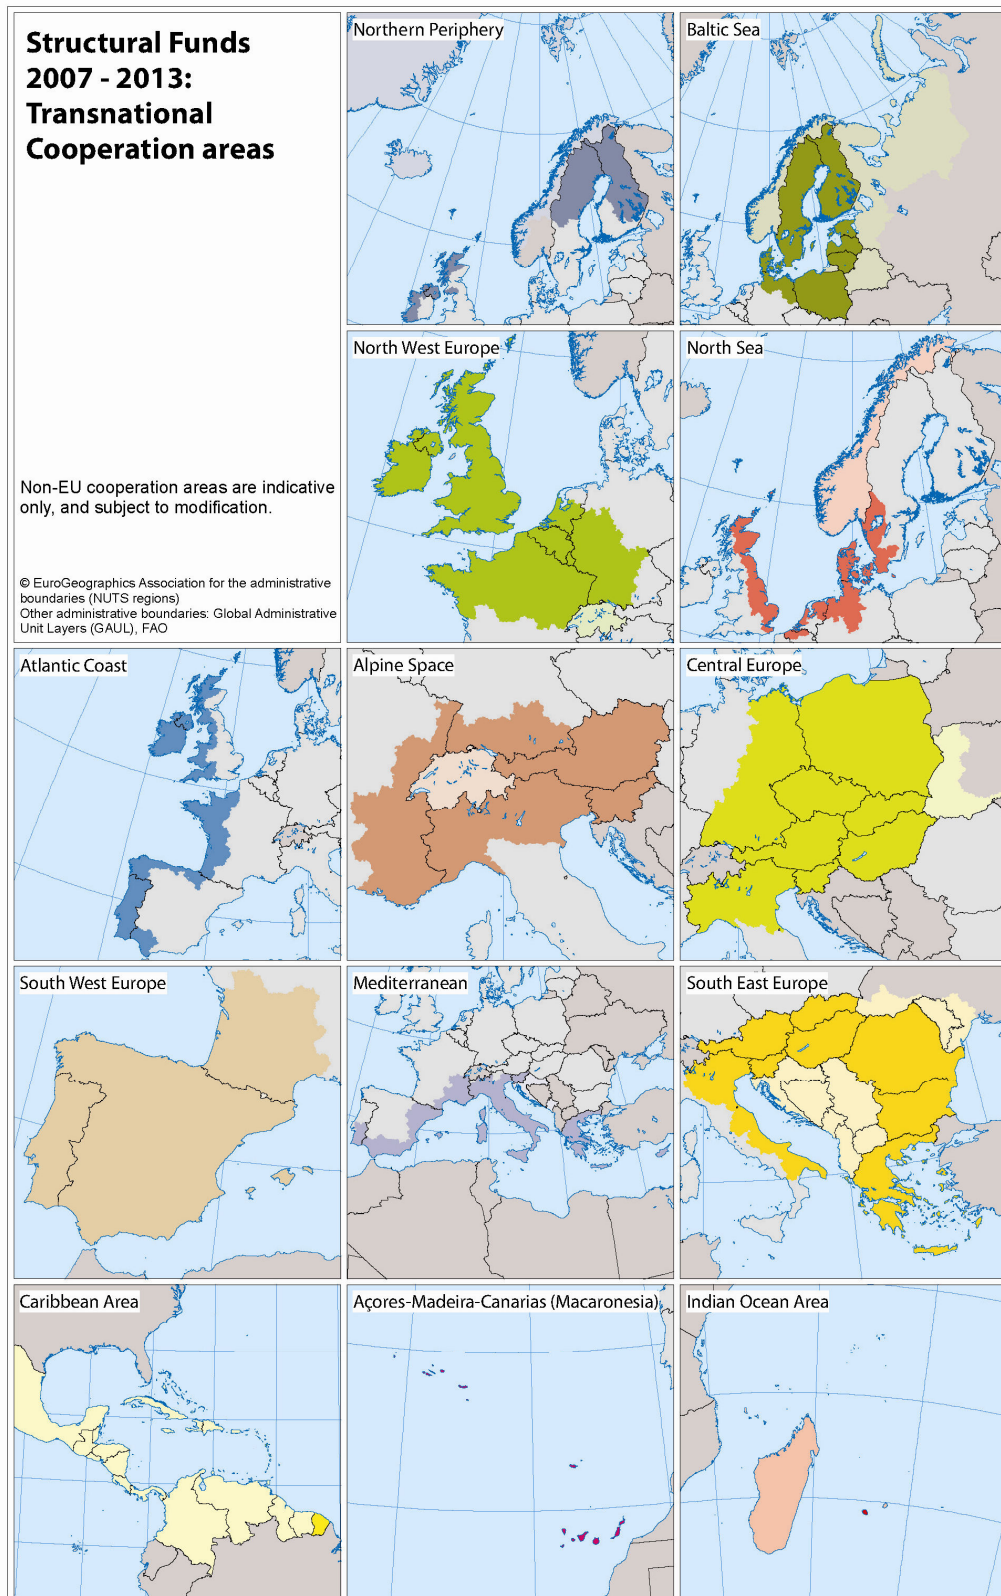 Structural Funds
2007 - 2013:
Transnational
Cooperation areas
Non-EU cooperation areas are indicative
only, and subject to modification.
© EuroGeographics Association for the administrative
boundaries (NUTS regions)
Other administrative boundaries: Global Administrative
Unit Layers (GAUL), FAO
Northern Periphery
Baltic Sea
North West Europe
North Sea
Atlantic Coast
Alpine Space
Central Europe
South West Europe
Mediterranean
South East Europe
Caribbean Area
Açores-Madeira-Canarias (Macaronesia)
Indian Ocean Area